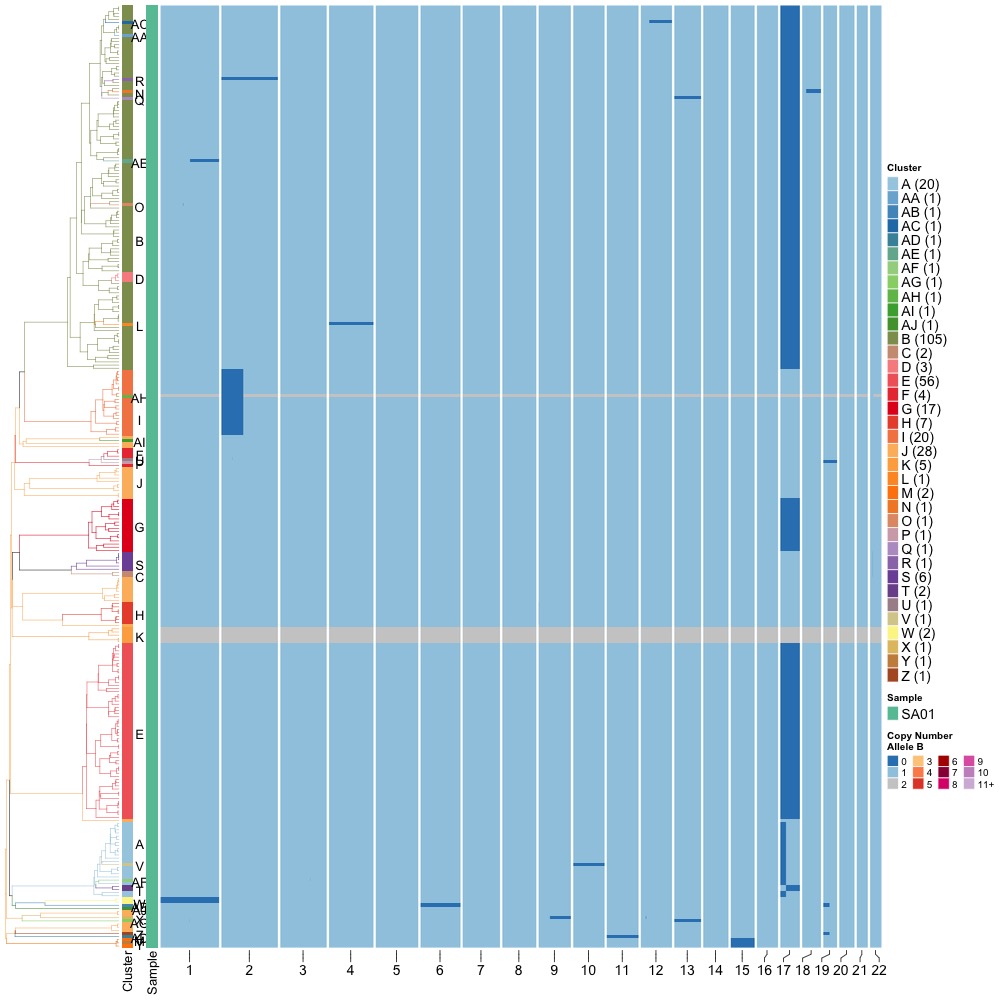 AC
AA
R
N
Q
AE
O
B
D
L
AH
I
AI
F
J
G
S
C
H
K
E
A
V
AF
T
W
X
AG
Z
Y
Cluster
Sample
1 2 3 4 5 6 7 8 9 10 11 12 13 14 15 16 17 18 19 20 21 22
Cluster
A (20)
AA (1)
AB (1)
AC (1)
AD (1)
AE (1)
AF (1)
AG (1)
AH (1)
AI (1)
AJ (1)
B (105)
C (2)
D (3)
E (56)
F (4)
G (17)
H (7)
I (20)
J (28)
K (5)
L (1)
M (2)
N (1)
O (1)
P (1)
Q (1)
R (1)
S (6)
T (2)
U (1)
V (1)
W (2)
X (1)
Y (1)
Z (1)
Sample
SA01
Copy Number
Allele B
0 3 6 9
1 4 7 10
2 5 8 11+